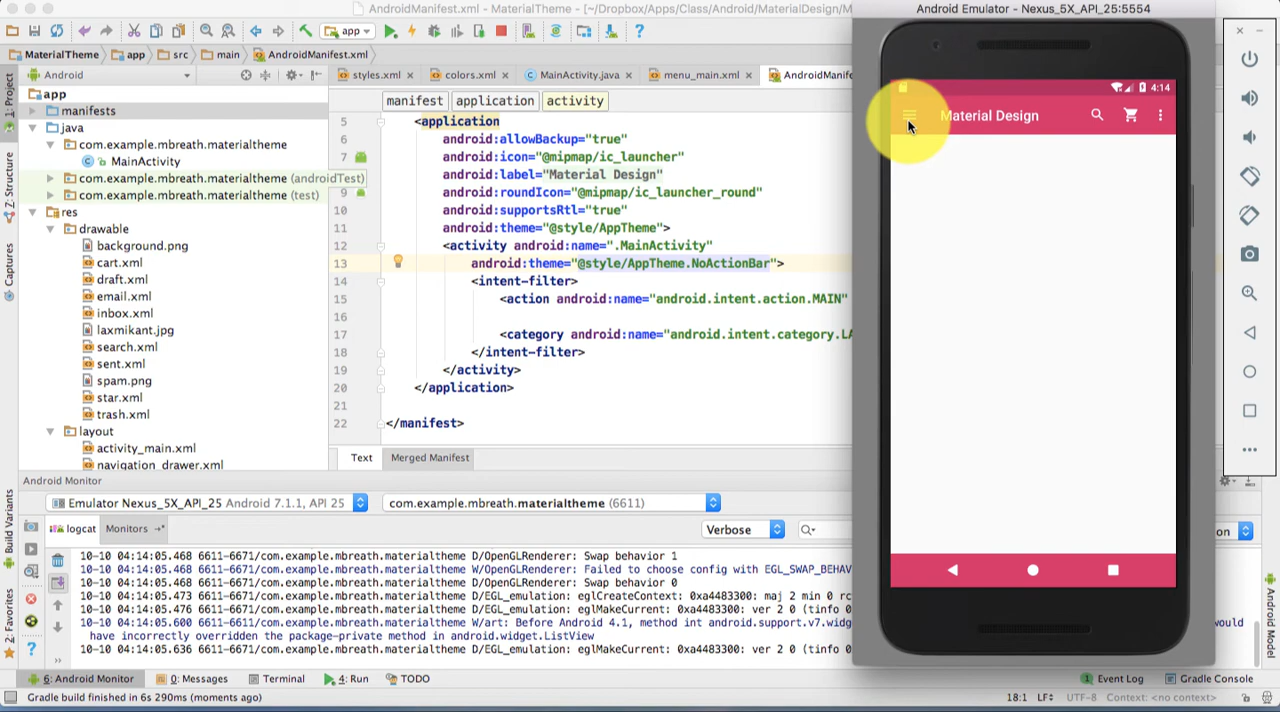 AndroidManifest.xml - MaterialTheme - [~/Dropbox/Apps/Class/Android/MaterialDesign/M
Android Emulator - Nexus_5X_API_25:5554
app
MaterialTheme
app
src
main
AndroidManifest.xml
Android
styles.xml
colors.xml
MainActivity.java
menu_main.xml
AndroidManife
1: Project
Z: Structure
Captures
Build Variants
2: Favorites
app
manifests
java
com.example.mbreath.materialtheme
MainActivity
com.example.mbreath.materialtheme (androidTest)
com.example.mbreath.materialtheme (test)
res
drawable
background.png
cart.xml
draft.xml
email.xml
inbox.xml
laxmikant.jpg
search.xml
sent.xml
spam.png
star.xml
trash.xml
layout
activity_main.xml
navigation_drawer.xml
manifest
application
activity
5 <application
6 android:allowBackup="true"
7 android:icon="@mipmap/ic_launcher"
8 android:label="Material Design"
9 android:roundIcon="@mipmap/ic_launcher_round"
10 android:supportsRtl="true"
11 android:theme="@style/AppTheme">
12 <activity android:name=".MainActivity"
13 android:theme="@style/AppTheme.NoActionBar">
14 <intent-filter>
15 <action android:name="android.intent.action.MAIN"
16
17 <category android:name="android.intent.category.LA
18 </intent-filter>
19 </activity>
20 </application>
21
22 </manifest>
Text
Merged Manifest
4:14
Material Design
Android Monitor
Emulator Nexus_5X_API_25 Android 7.1.1, API 25
com.example.mbreath.materialtheme (6611)
logcat
Monitors
Verbose
on
10-10 04:14:05.468 6611-6671/com.example.mbreath.materialtheme D/OpenGLRenderer: Swap behavior 1
10-10 04:14:05.468 6611-6671/com.example.mbreath.materialtheme W/OpenGLRenderer: Failed to choose config with EGL_SWAP_BEHAV
10-10 04:14:05.468 6611-6671/com.example.mbreath.materialtheme D/OpenGLRenderer: Swap behavior 0
10-10 04:14:05.473 6611-6671/com.example.mbreath.materialtheme D/EGL_emulation: eglCreateContext: 0xa4483300: maj 2 min 0 rc
10-10 04:14:05.476 6611-6671/com.example.mbreath.materialtheme D/EGL_emulation: eglMakeCurrent: 0xa4483300: ver 2 0 (tinfo 0
10-10 04:14:05.600 6611-6611/com.example.mbreath.materialtheme W/art: Before Android 4.1, method int android.support.v7.widge
would
have incorrectly overridden the package-private method in android.widget.ListView
10-10 04:14:05.636 6611-6671/com.example.mbreath.materialtheme D/EGL_emulation: eglMakeCurrent: 0xa4483300: ver 2 0 (tinfo 0
Android Model
6: Android Monitor
0: Messages
Terminal
4: Run
TODO
1 Event Log
Gradle Console
Gradle build finished in 6s 290ms (moments ago)
18:1 LF÷ UTF-8 Context: <no context>